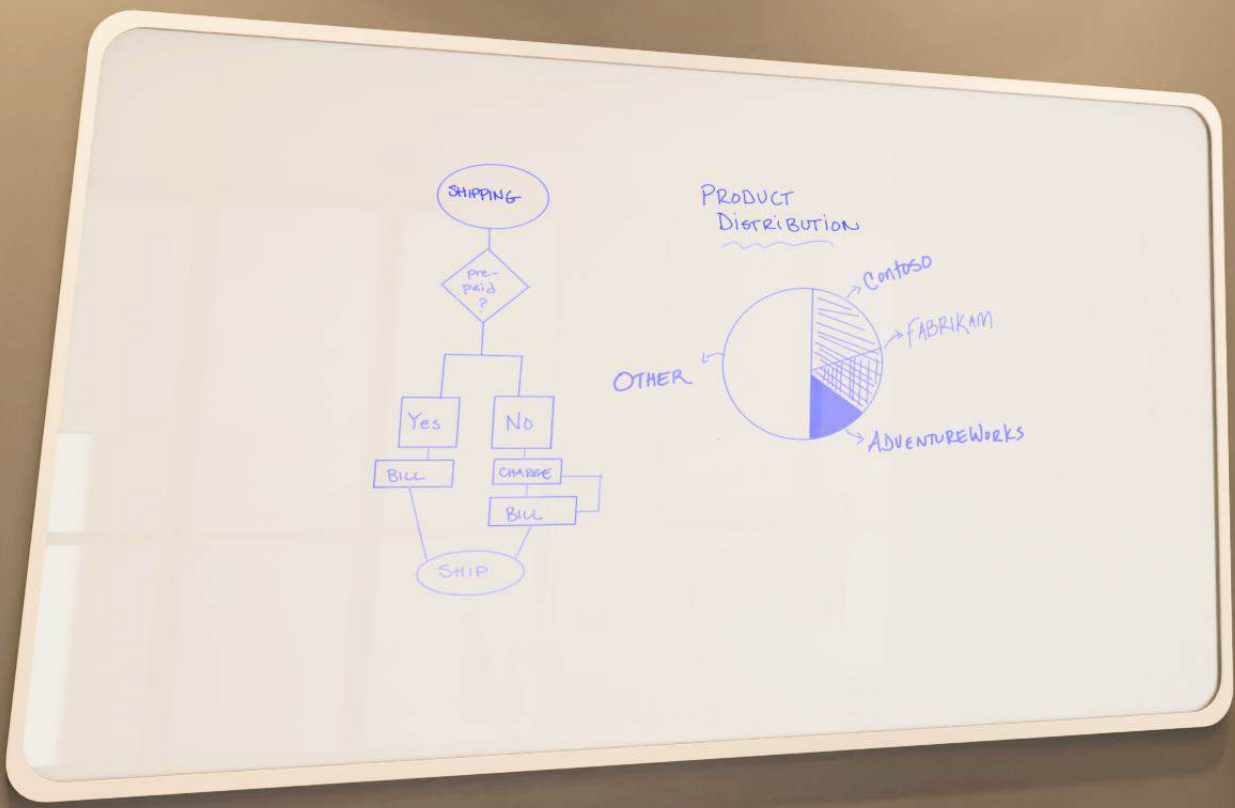 SHIPPING
pre-
paid
?
Yes
No
BILL
CHARGE
BILL
SHIP
PRODUCT
DISTRIBUTION
Contoso
FABRIKAM
OTHER
ADVENTUREWORKS